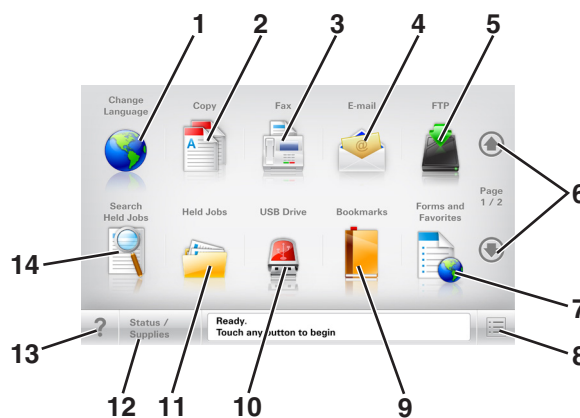 1 2 3 4 5
Change
Language
Copy
Fax
E-mail
FTP
A
@
6
Page
1 / 2
Search
Held Jobs
Held Jobs
USB Drive
Bookmarks
Forms and
Favorites
14
7
?
Status /
Supplies
Ready.
Touch any button to begin
8
13
12
11
10
9